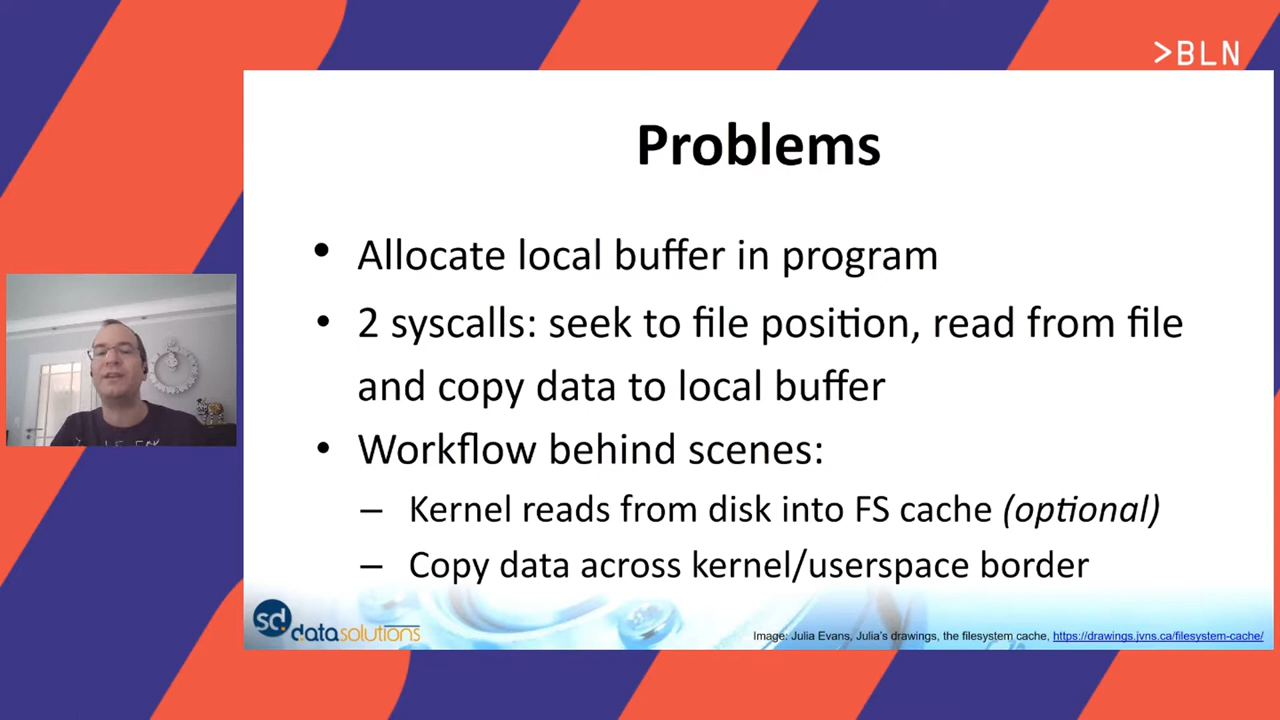 >BLN
Problems
• Allocate local buffer in program
• 2 syscalls: seek to file position, read from file
and copy data to local buffer
• Workflow behind scenes:
– Kernel reads from disk into FS cache (optional)
– Copy data across kernel/userspace border
sd.
datasolutions
Image: Julia Evans, Julia's drawings, the filesystem cache, https://drawings.jvns.ca/filesystem-cache/